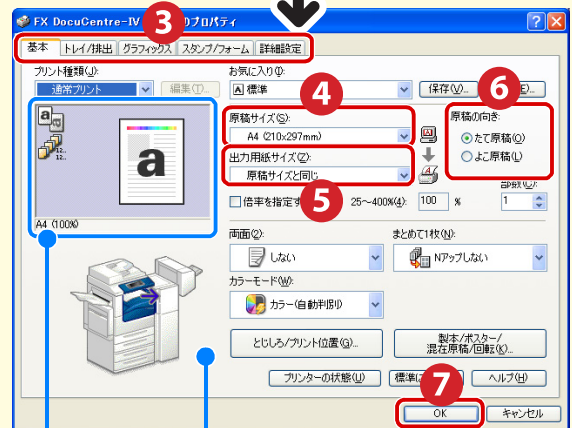 FX DocuCentre-IV のプロパティ
3
基本 トレイ/排出 グラフィックス スタンプ/フォーム 詳細設定
プリント種類(J):
通常プリント
編集(T)...
お気に入り(I):
A 標準
保存(V)...
4
6
原稿サイズ(S):
A4 (210x297mm)
原稿の向き:
たて原稿(O)
よこ原稿(L)
出力用紙サイズ(Z):
原稿サイズと同じ
5
倍率を指定す
25~400%(4):
100 %
部数(C):
1
a
12..
12..
a
A4 (100%)
両面(2):
しない
まとめて1枚(N):
Nアップしない
カラーモード(W):
カラー(自動判別)
とじしろ/プリント位置(G)...
製本/ポスター/
混在原稿/回転(K)...
プリンターの状態(U)
標準に
ヘルプ(H)
7
OK
キャンセル